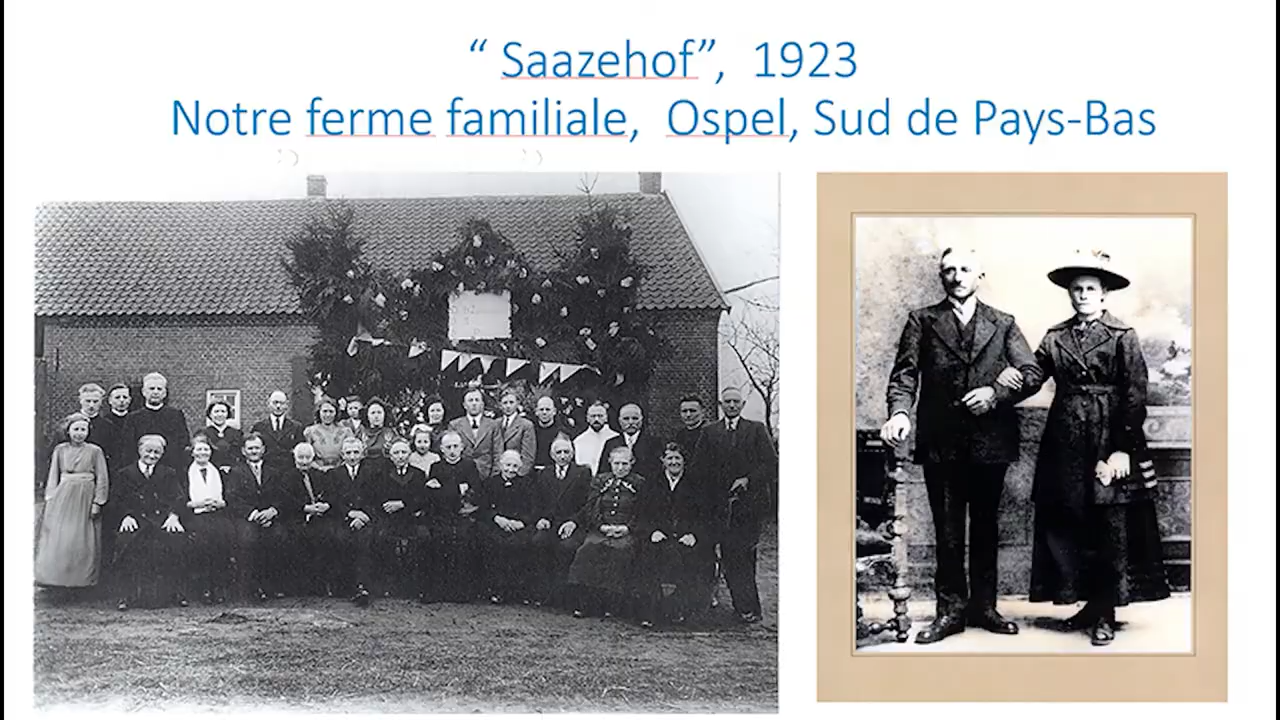 “ Saazehof”, 1923
Notre ferme familiale, Ospel, Sud de Pays-Bas